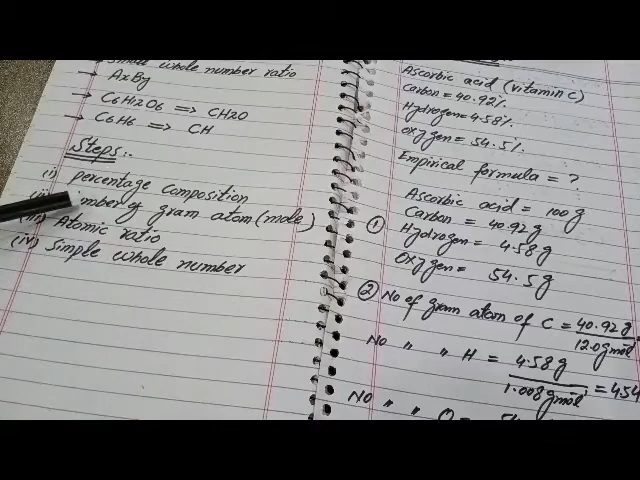 small whole number ratio
→ AxBy
→ C6H12O6 ⟹ CH2O
→ C6H6 ⟹ CH
Steps:-
(i) percentage composition
mber of gram atom (mole)
(iii) Atomic ratio
(iv) Simple whole number
Ascorbic acid (vitamin C)
Carbon = 40.92%
Hydrogen = 4.58%
oxygen = 54.5%
Empirical formula = ?
Ascorbic acid = 100g
① Carbon = 40.92g
Hydrogen = 4.58g
oxygen = 54.5g
② No of gram atom of C = 40.92g
12.0gmol
No " " H = 4.58g
1.008gmol = 454
No " " O = 54